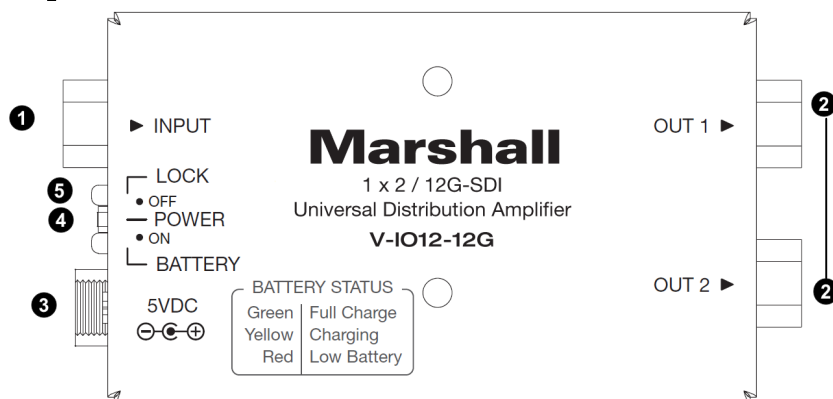 1
INPUT
OUT 1
2
Marshall
1 x 2 / 12G-SDI
Universal Distribution Amplifier
V-IO12-12G
5
LOCK
OFF
4
POWER
ON
BATTERY
3
5VDC
BATTERY STATUS
Green Full Charge
Yellow Charging
Red Low Battery
OUT 2
2